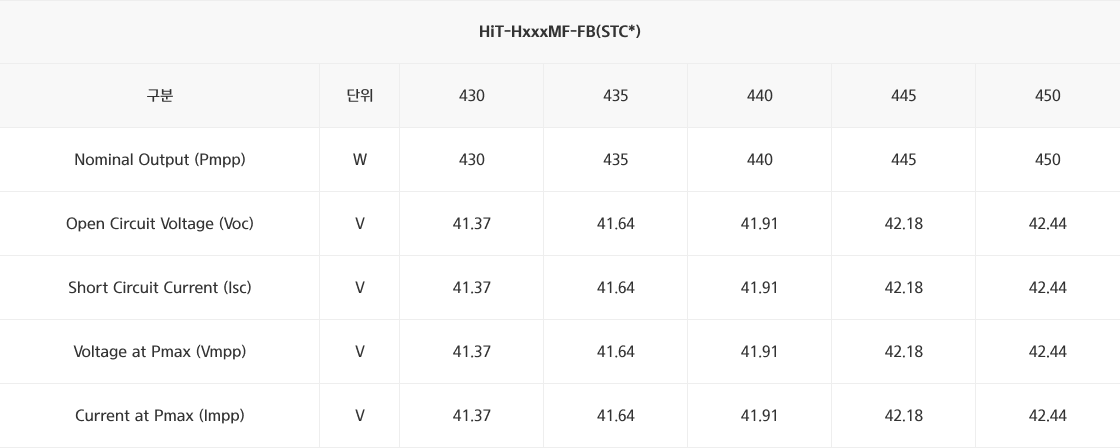 HiT-HxxxMF-FB(STC*)
구분 단위 430 435 440 445 450
Nominal Output (Pmpp) W 430 435 440 445 450
Open Circuit Voltage (Voc) V 41.37 41.64 41.91 42.18 42.44
Short Circuit Current (Isc) V 41.37 41.64 41.91 42.18 42.44
Voltage at Pmax (Vmpp) V 41.37 41.64 41.91 42.18 42.44
Current at Pmax (Impp) V 41.37 41.64 41.91 42.18 42.44